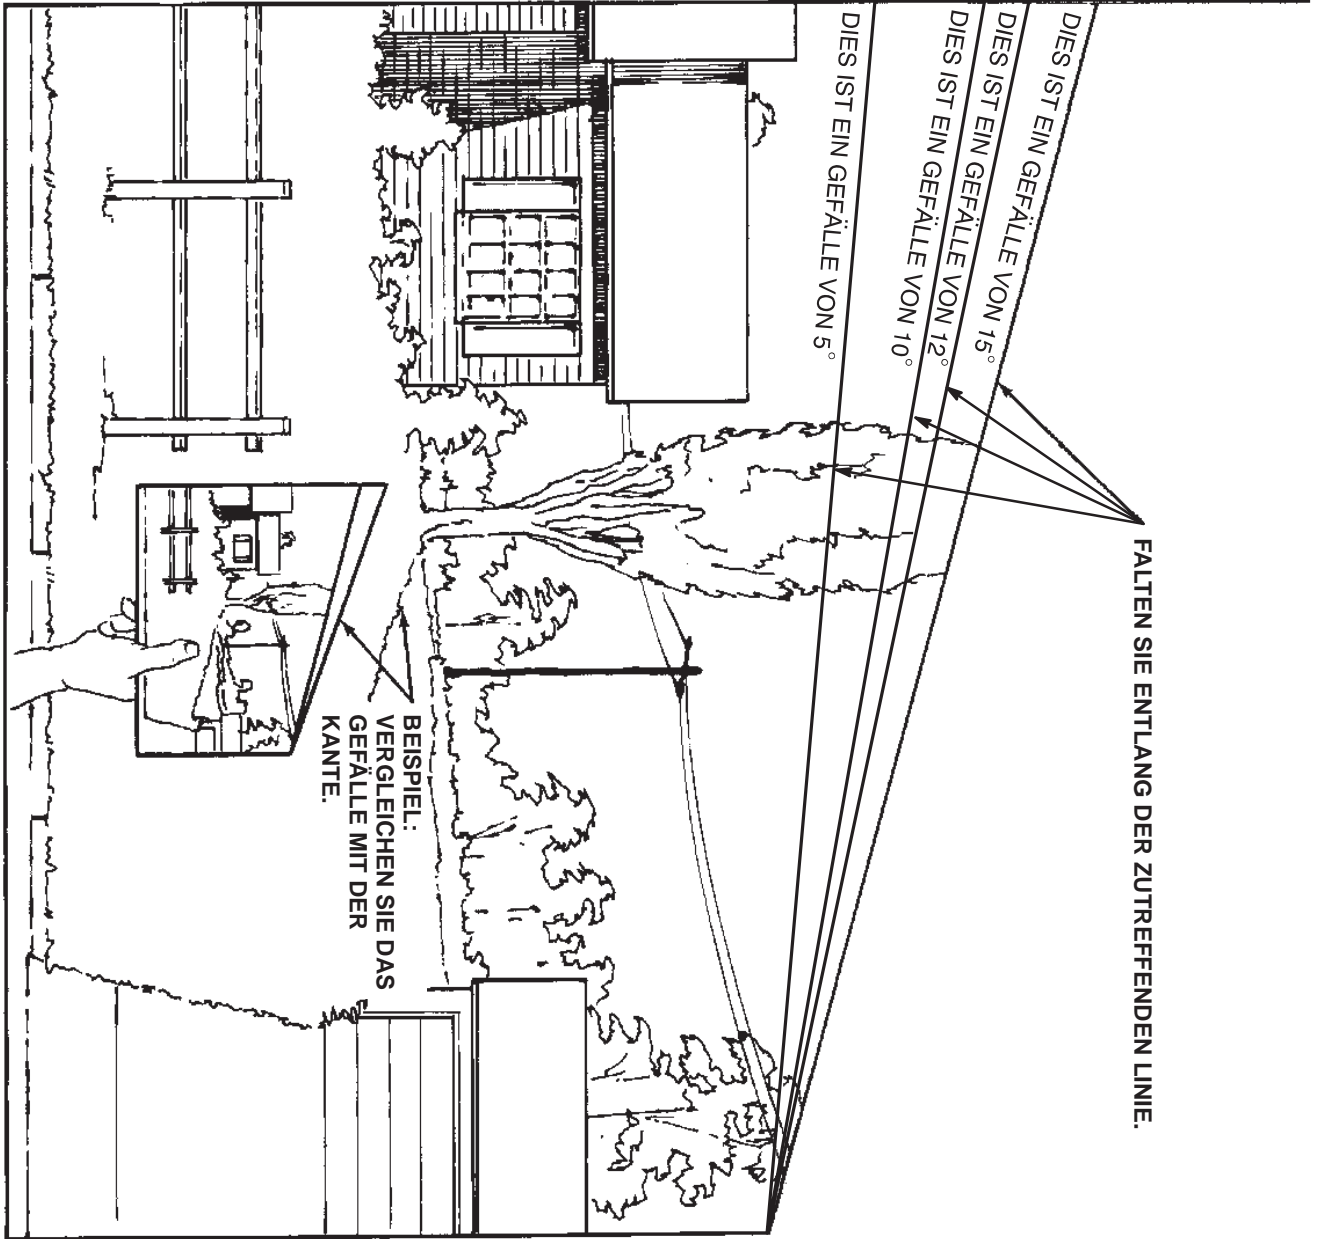 FALTEN SIE ENTLANG DER ZUTREFFENDEN LINIE.
DIES IST EIN GEFÄLLE VON 15°
DIES IST EIN GEFÄLLE VON 12°
DIES IST EIN GEFÄLLE VON 10°
DIES IST EIN GEFÄLLE VON 5°
BEISPIEL:
VERGLEICHEN SIE DAS
GEFÄLLE MIT DER
KANTE.